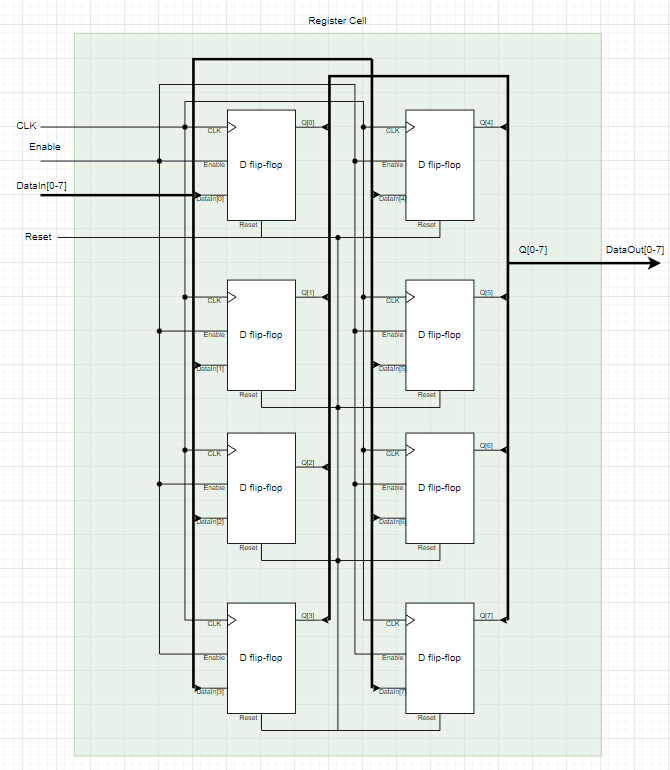 Register Cell
CLK
Enable
DataIn[0-7]
Reset
CLK
Enable
DataIn[0]
D flip-flop
Q[0]
Reset
CLK
Enable
DataIn[4]
D flip-flop
Q[4]
Reset
Q[0-7]
DataOut[0-7]
CLK
Enable
DataIn[1]
D flip-flop
Q[1]
Reset
CLK
Enable
DataIn[5]
D flip-flop
Q[5]
Reset
CLK
Enable
DataIn[2]
D flip-flop
Q[2]
Reset
CLK
Enable
DataIn[6]
D flip-flop
Q[6]
Reset
CLK
Enable
DataIn[3]
D flip-flop
Q[3]
Reset
CLK
Enable
DataIn[7]
D flip-flop
Q[7]
Reset